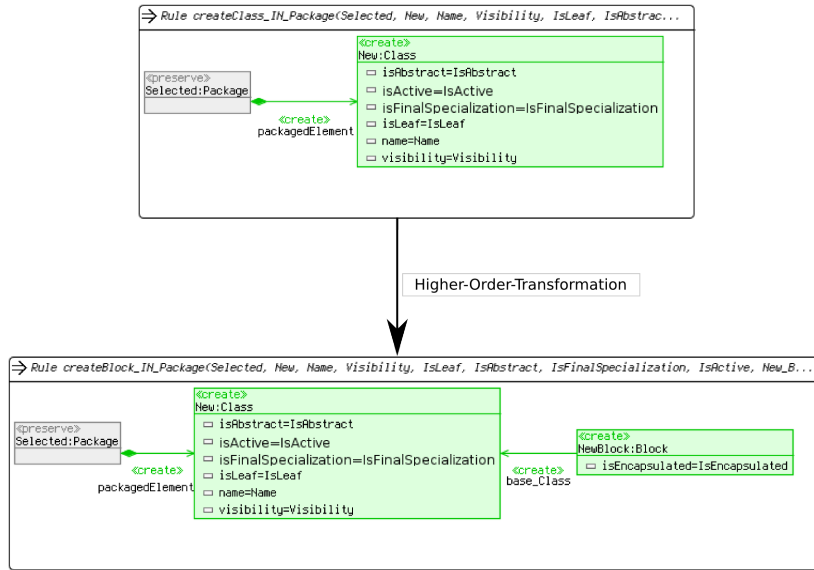 Rule createClass_IN_Package(Selected, New, Name, Visibility, IsLeaf, IsAbstrac...
«create»
New:Class
isAbstract=IsAbstract
isActive=IsActive
isFinalSpecialization=IsFinalSpecialization
isLeaf=IsLeaf
name=Name
visibility=Visibility
«preserve»
Selected:Package
«create»
packagedElement
Higher-Order-Transformation
Rule createBlock_IN_Package(Selected, New, Name, Visibility, IsLeaf, IsAbstract, IsFinalSpecialization, IsActive, New_B...
«create»
New:Class
isAbstract=IsAbstract
isActive=IsActive
isFinalSpecialization=IsFinalSpecialization
isLeaf=IsLeaf
name=Name
visibility=Visibility
«preserve»
Selected:Package
«create»
packagedElement
«create»
NewBlock:Block
isEncapsulated=IsEncapsulated
«create»
base_Class